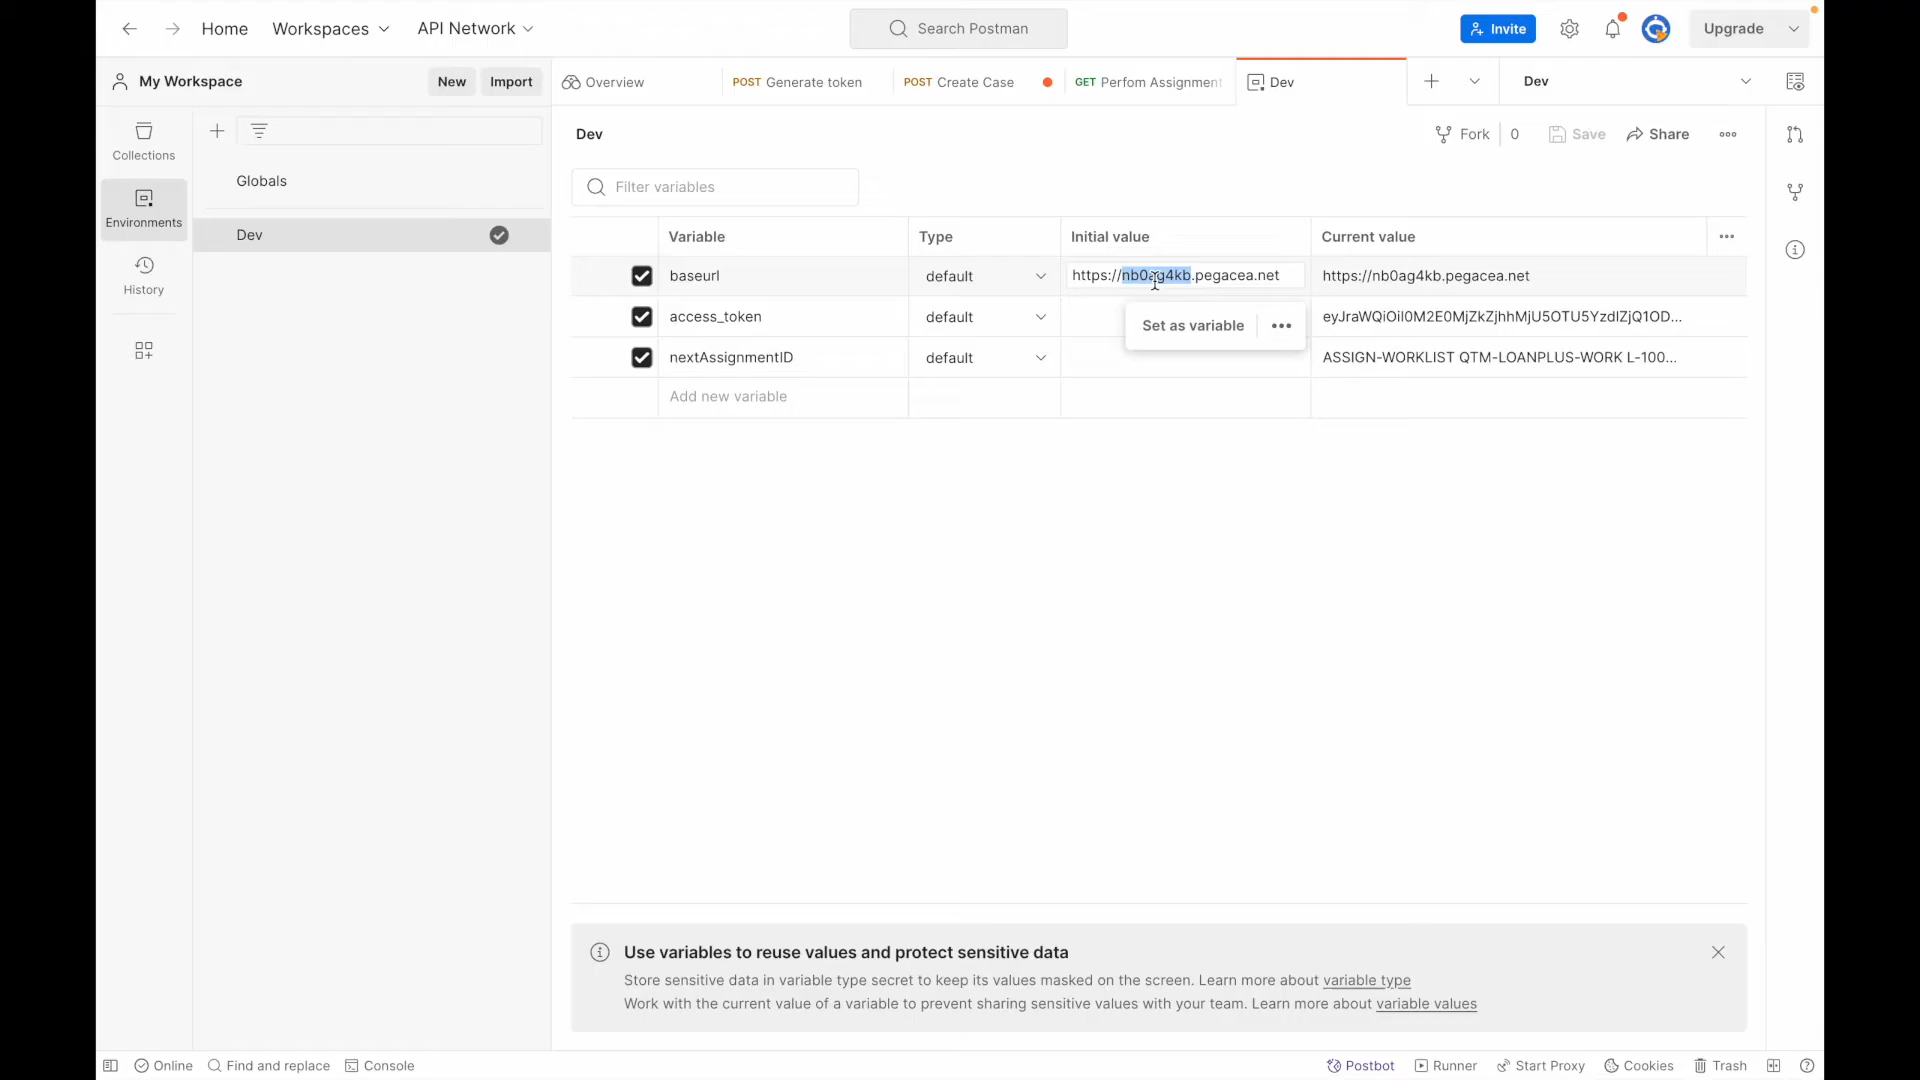 Home Workspaces API Network Search Postman Invite Upgrade
My Workspace New Import Overview POST Generate token POST Create Case GET Perfom Assignment Dev Dev
Collections
Environments
History
Globals
Dev
Dev Fork 0 Save Share
Filter variables
Variable Type Initial value Current value
baseurl default https://nb0ag4kb.pegacea.net https://nb0ag4kb.pegacea.net
access_token default Set as variable eyJraWQiOiI0M2E0MjZkZjhhMjU5OTU5YzdlZjQ1OD...
nextAssignmentID default ASSIGN-WORKLIST QTM-LOANPLUS-WORK L-100...
Add new variable
Use variables to reuse values and protect sensitive data
Store sensitive data in variable type secret to keep its values masked on the screen. Learn more about variable type
Work with the current value of a variable to prevent sharing sensitive values with your team. Learn more about variable values
Online Find and replace Console Postbot Runner Start Proxy Cookies Trash